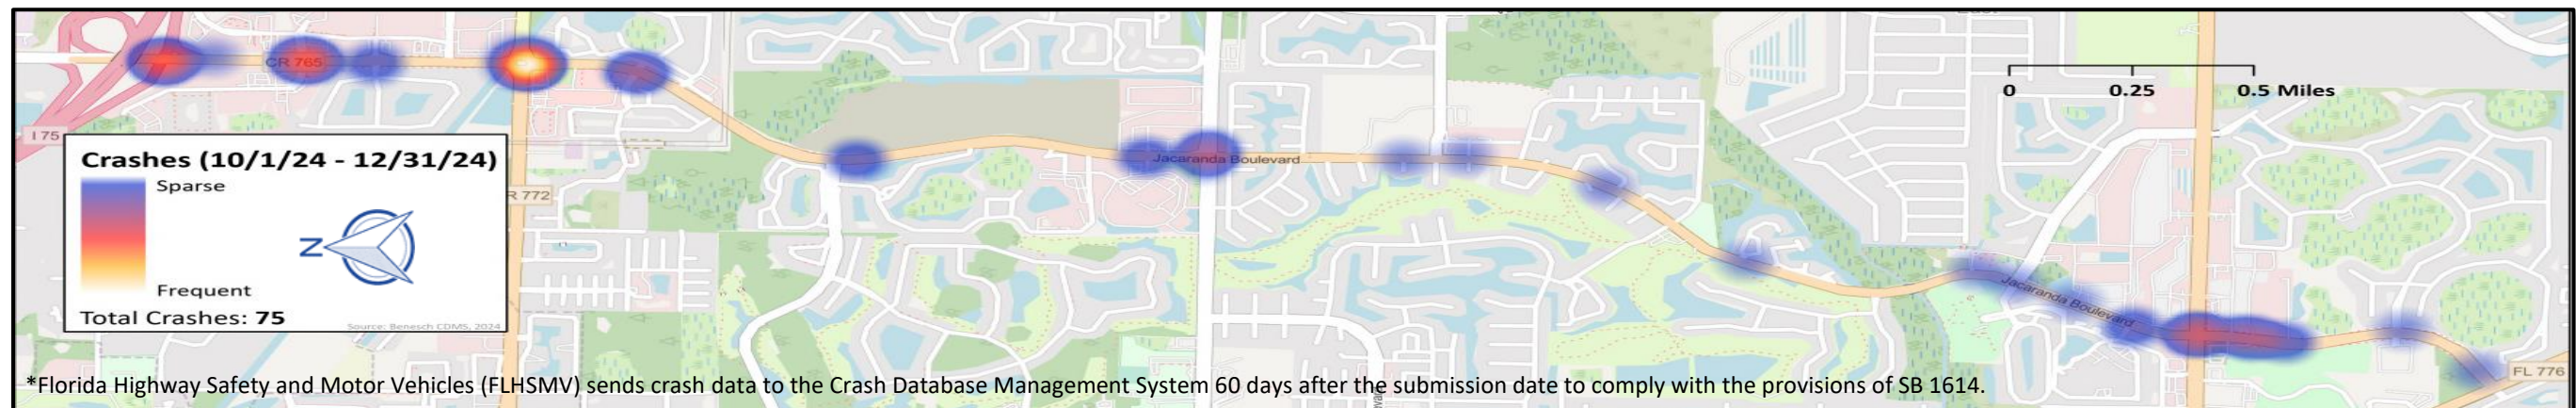 CR 765
0 0.25 0.5 Miles
I 75
Crashes (10/1/24 - 12/31/24)
Sparse
Frequent
Total Crashes: 75
Source: Benesch CDMS, 2024
N
R 772
Jacaranda Boulevard
Jacaranda Boulevard
FL 776
*Florida Highway Safety and Motor Vehicles (FLHSMV) sends crash data to the Crash Database Management System 60 days after the submission date to comply with the provisions of SB 1614.